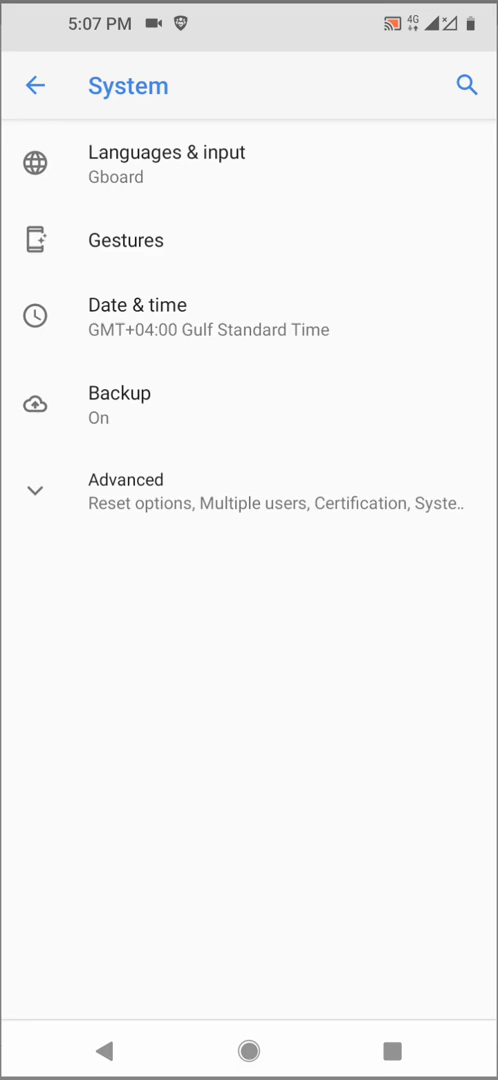 5:07 PM
4G
System
Languages & input
Gboard
Gestures
Date & time
GMT+04:00 Gulf Standard Time
Backup
On
Advanced
Reset options, Multiple users, Certification, Syste..